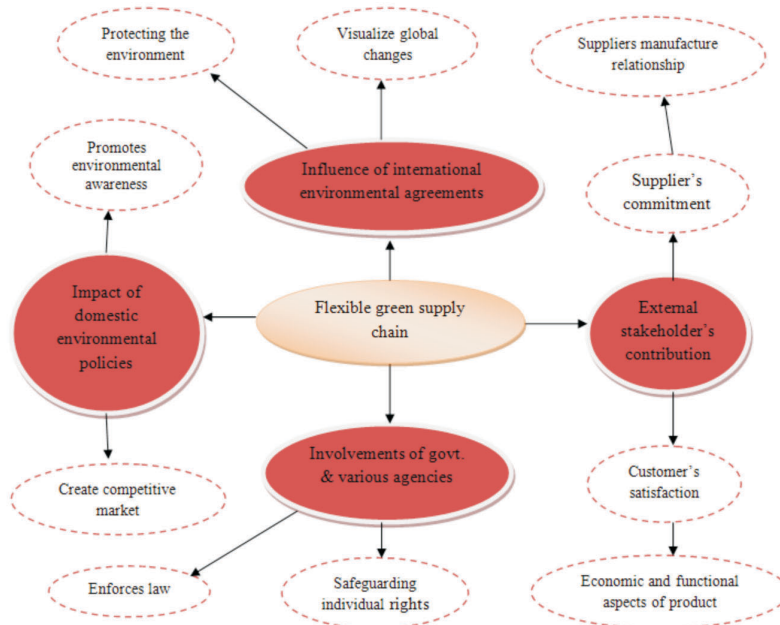 Protecting the
environment
Visualize global
changes
Suppliers manufacture
relationship
Promotes
environmental
awareness
Influence of international
environmental agreements
Supplier's
commitment
Impact of
domestic
environmental
policies
Flexible green supply
chain
External
stakeholder's
contribution
Involvements of govt.
& various agencies
Create competitive
market
Customer's
satisfaction
Enforces law
Safeguarding
individual rights
Economic and functional
aspects of product